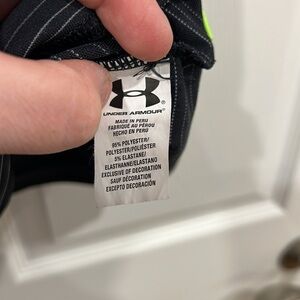 UNDER ARMOUR
MADE IN PERU
FABRIQUÉ AU PÉROU
HECHO EN PERU
95% POLYESTER/
POLYESTER/POLIÉSTER
5% ELASTANE/
ELASTHANNE/ELASTANO
EXCLUSIVE OF DECORATION
SAUF DÉCORATION
EXCEPTO DECORACIÓN